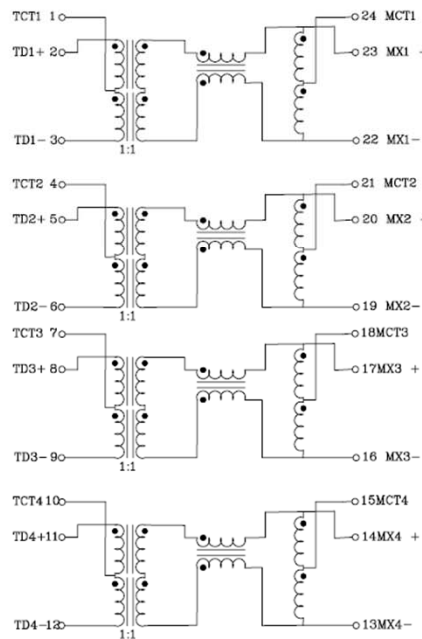 TCT1 1 24 MCT1
TD1+ 2 23 MX1
TD1- 3 22 MX1-
1:1
TCT2 4 21 MCT2
TD2+ 5 20 MX2
TD2- 6 19 MX2-
1:1
TCT3 7 18MCT3
TD3+ 8 17MX3 +
TD3- 9 16 MX3-
1:1
TCT4 10 15MCT4
TD4+11 14MX4 +
TD4-12 13MX4-
1:1